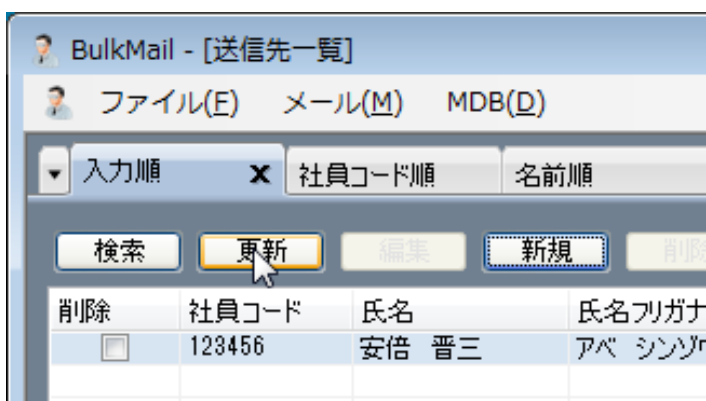 BulkMail - [送信先一覧]
ファイル(F) メール(M) MDB(D)
入力順 x 社員コード順 名前順
検索 更新 編集 新規 削除
削除 社員コード 氏名 氏名フリガナ
123456 安倍 晋三 アベ シンゾウ